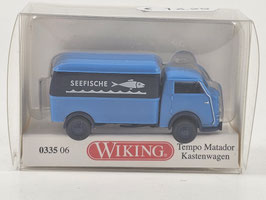 SEEFISCHE
0335 06
WIKING
Tempo Matador
Kastenwagen